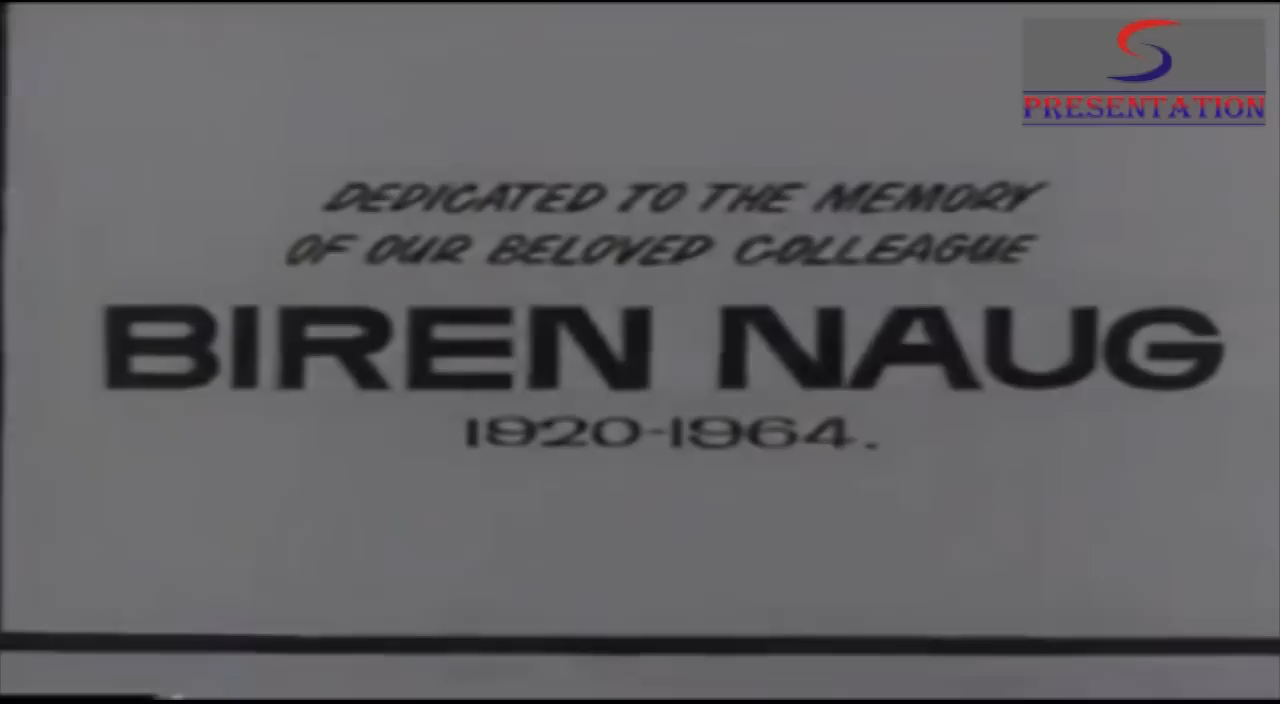 S
PRESENTATION
DEDICATED TO THE MEMORY
OF OUR BELOVED COLLEAGUE
BIREN NAUG
1920-1964.